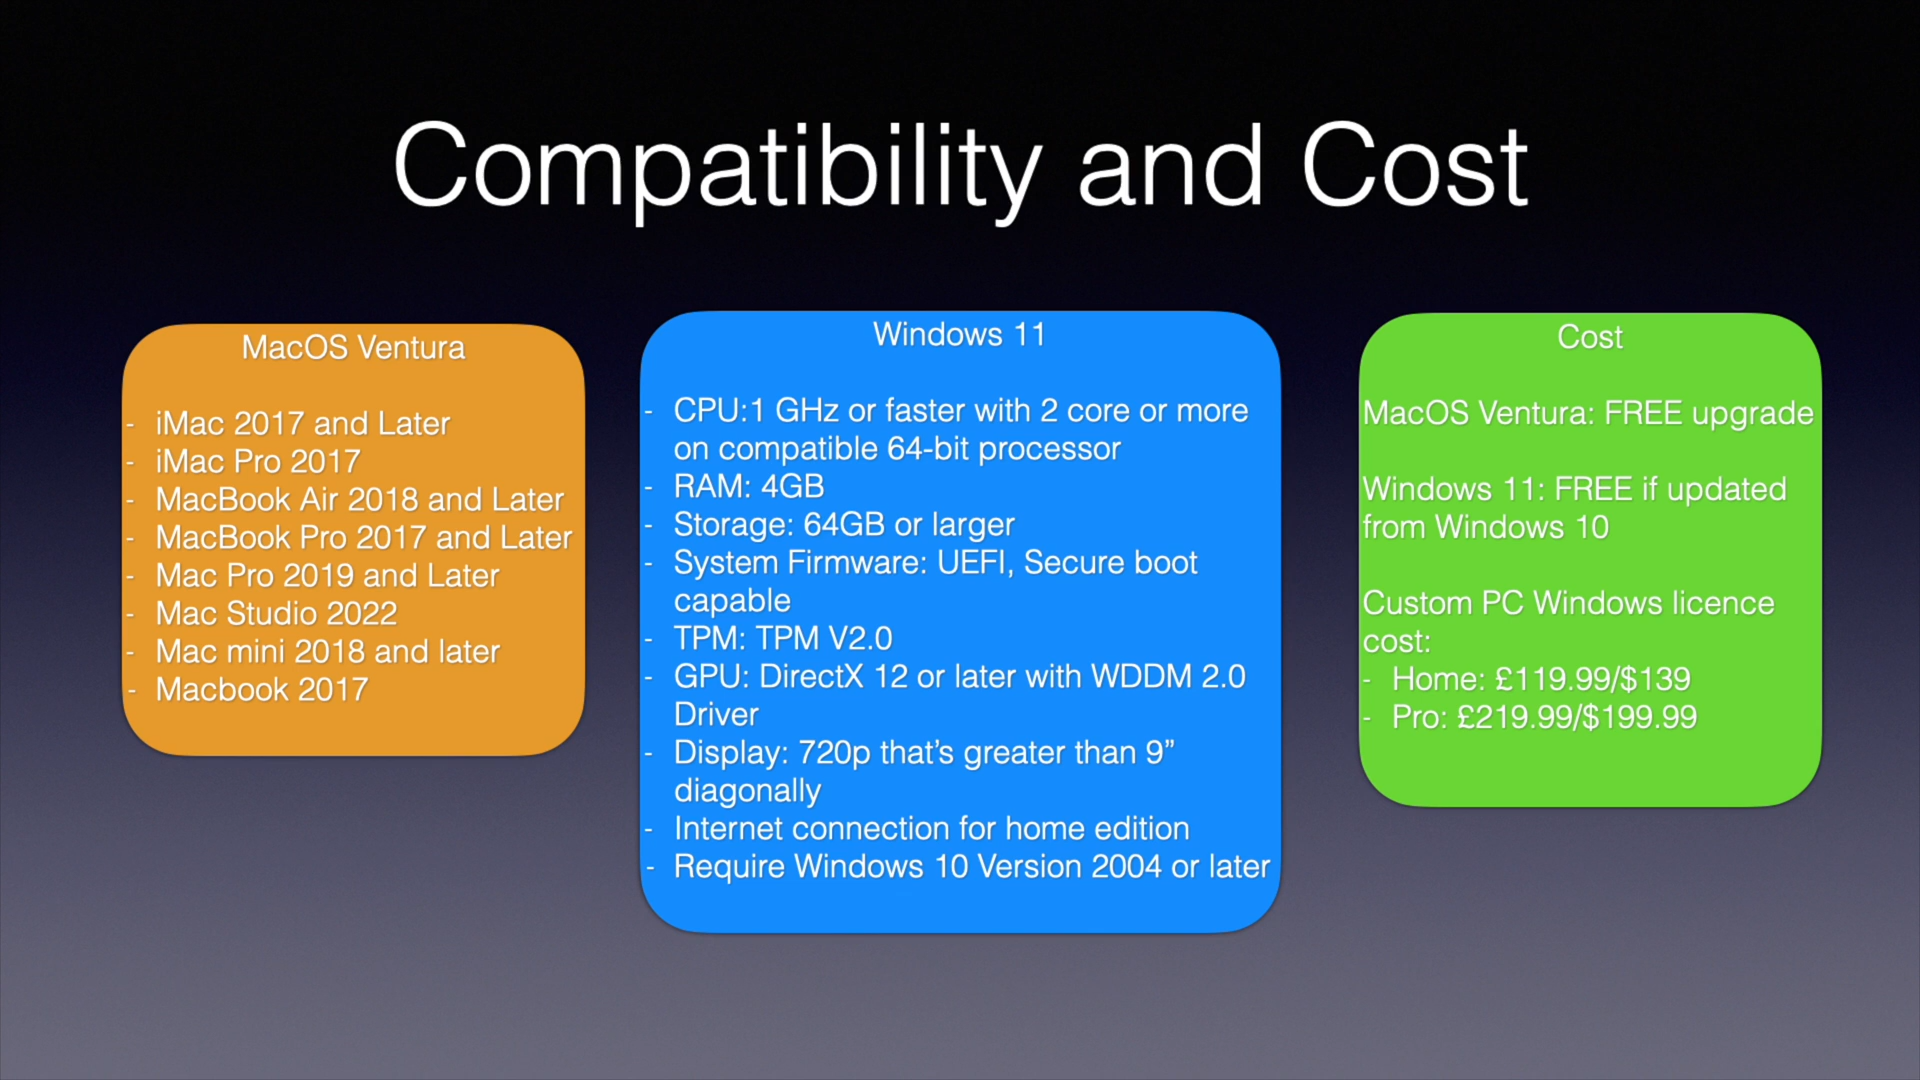 Compatibility and Cost
MacOS Ventura
- iMac 2017 and Later
- iMac Pro 2017
- MacBook Air 2018 and Later
- MacBook Pro 2017 and Later
- Mac Pro 2019 and Later
- Mac Studio 2022
- Mac mini 2018 and later
- Macbook 2017
Windows 11
- CPU:1 GHz or faster with 2 core or more
on compatible 64-bit processor
- RAM: 4GB
- Storage: 64GB or larger
- System Firmware: UEFI, Secure boot
capable
- TPM: TPM V2.0
- GPU: DirectX 12 or later with WDDM 2.0
Driver
- Display: 720p that’s greater than 9”
diagonally
- Internet connection for home edition
- Require Windows 10 Version 2004 or later
Cost
MacOS Ventura: FREE upgrade
Windows 11: FREE if updated
from Windows 10
Custom PC Windows licence
cost:
- Home: £119.99/$139
- Pro: £219.99/$199.99